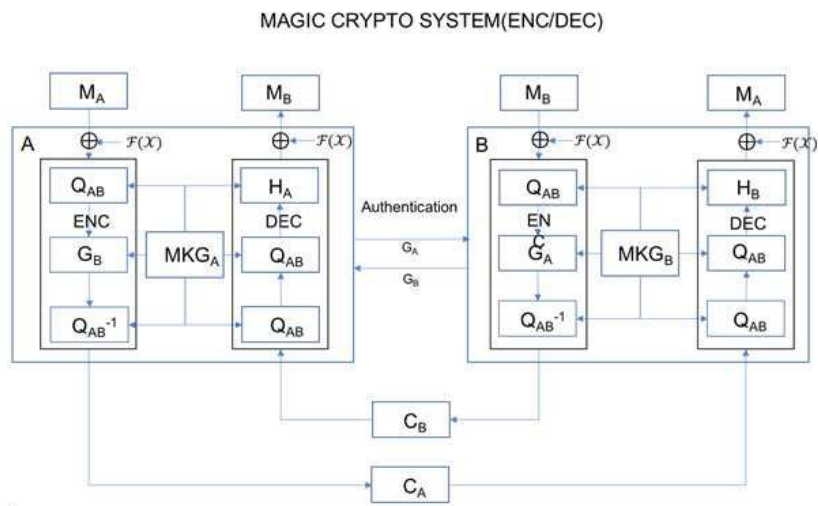 MAGIC CRYPTO SYSTEM(ENC/DEC)
M_A
M_B
M_B
M_A
A
⊕
ℱ(𝒳)
⊕
ℱ(𝒳)
B
⊕
ℱ(𝒳)
⊕
ℱ(𝒳)
Q_AB
ENC
G_B
Q_AB⁻¹
MKG_A
H_A
DEC
Q_AB
Q_AB
Authentication
G_A
G_B
Q_AB
EN
C
G_A
Q_AB⁻¹
MKG_B
H_B
DEC
Q_AB
Q_AB
C_B
C_A